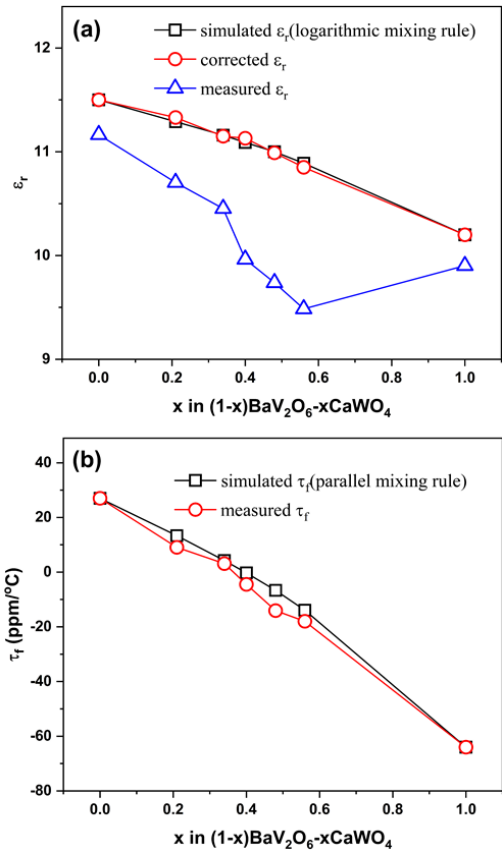 (a)
simulated εr(logarithmic mixing rule)
corrected εr
measured εr
12
11
10
9
εr
0.0 0.2 0.4 0.6 0.8 1.0
x in (1-x)BaV2O6-xCaWO4
(b)
simulated τf(parallel mixing rule)
measured τf
40
20
0
-20
-40
-60
-80
τf (ppm/°C)
0.0 0.2 0.4 0.6 0.8 1.0
x in (1-x)BaV2O6-xCaWO4